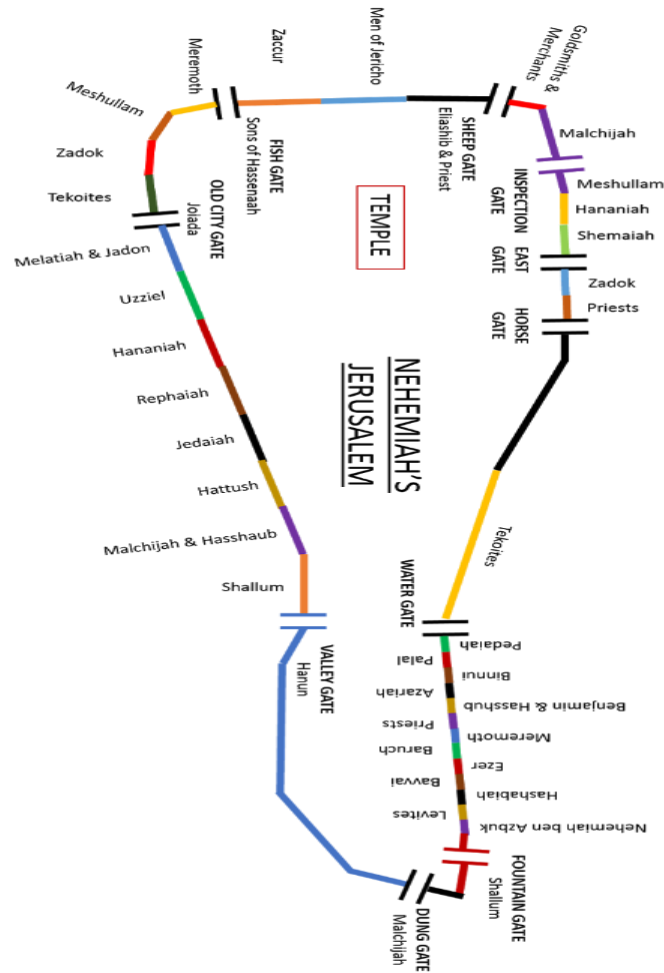 Goldsmiths &
Merchants
Men of Jericho
Zaccur
Meremoth
Meshullam
Zadok
Tekoites
Melatiah & Jadon
Uzziel
Hananiah
Rephaiah
Jedaiah
Hattush
Malchijah & Hasshaub
Shallum
SHEEP GATE
Eliashib & Priest
FISH GATE
Sons of Hassenaah
OLD CITY GATE
Joiada
TEMPLE
NEHEMIAH'S
JERUSALEM
Malchijah
Meshullam
INSPECTION
GATE
Hananiah
Shemaiah
EAST
GATE
Zadok
Priests
HORSE
GATE
Tekoites
WATER GATE
Pedaiah
Palal
Binnui
Azariah
Benjamin & Hasshub
Priests
Meremoth
Baruch
Ezer
Bavvai
Hashabiah
Levites
Nehemiah ben Azbuk
FOUNTAIN GATE
Shallum
VALLEY GATE
Hanun
DUNG GATE
Malchijah